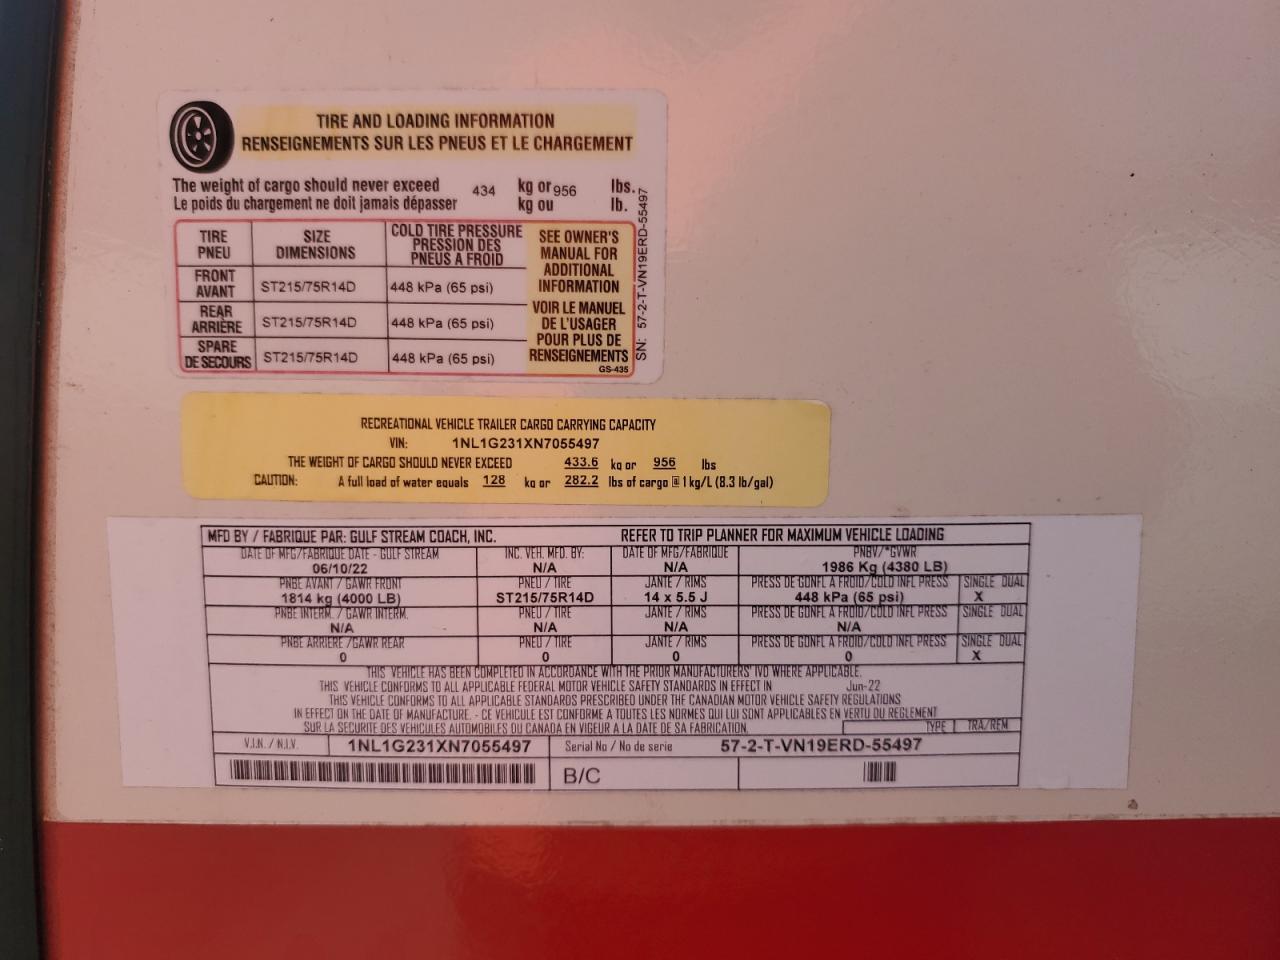 TIRE AND LOADING INFORMATION
RENSEIGNEMENTS SUR LES PNEUS ET LE CHARGEMENT
The weight of cargo should never exceed 434 kg or 956 lbs.
Le poids du chargement ne doit jamais dépasser kg ou lb.
TIRE PNEU
SIZE DIMENSIONS
COLD TIRE PRESSURE
PRESSION DES
PNEUS A FROID
FRONT AVANT ST215/75R14D 448 kPa (65 psi)
REAR ARRIÈRE ST215/75R14D 448 kPa (65 psi)
SPARE DE SECOURS ST215/75R14D 448 kPa (65 psi)
SEE OWNER'S
MANUAL FOR
ADDITIONAL
INFORMATION
VOIR LE MANUEL
DE L'USAGER
POUR PLUS DE
RENSEIGNEMENTS
GS-435
SN: 57-2-T-VN19ERD-55497
RECREATIONAL VEHICLE TRAILER CARGO CARRYING CAPACITY
VIN: 1NL1G231XN7055497
THE WEIGHT OF CARGO SHOULD NEVER EXCEED 433.6 kg or 956 lbs
CAUTION: A full load of water equals 128 kg or 282.2 lbs of cargo @ 1 kg/L (8.3 lb/gal)
MFD BY / FABRIQUE PAR: GULF STREAM COACH, INC. REFER TO TRIP PLANNER FOR MAXIMUM VEHICLE LOADING
DATE OF MFG/FABRIQUE DATE - GULF STREAM INC. VEH. MFD. BY: DATE OF MFG/FABRIQUE PNBV/*GVWR
06/10/22 N/A N/A 1986 Kg (4380 LB)
PNBE AVANT / GAWR FRONT PNEU / TIRE JANTE / RIMS PRESS DE GONFL A FROID/COLD INFL PRESS SINGLE DUAL
1814 kg (4000 LB) ST215/75R14D 14 x 5.5 J 448 kPa (65 psi) X
PNBE INTERM. / GAWR INTERM. PNEU / TIRE JANTE / RIMS PRESS DE GONFL A FROID/COLD INFL PRESS SINGLE DUAL
N/A N/A N/A N/A
PNBE ARRIERE /GAWR REAR PNEU / TIRE JANTE / RIMS PRESS DE GONFL A FROID/COLD INFL PRESS SINGLE DUAL
0 0 0 0 X
THIS VEHICLE HAS BEEN COMPLETED IN ACCORDANCE WITH THE PRIOR MANUFACTURERS' IVD WHERE APPLICABLE.
THIS VEHICLE CONFORMS TO ALL APPLICABLE FEDERAL MOTOR VEHICLE SAFETY STANDARDS IN EFFECT IN Jun-22
THIS VEHICLE CONFORMS TO ALL APPLICABLE STANDARDS PRESCRIBED UNDER THE CANADIAN MOTOR VEHICLE SAFETY REGULATIONS
IN EFFECT ON THE DATE OF MANUFACTURE. - CE VEHICULE EST CONFORME A TOUTES LES NORMES QUI LUI SONT APPLICABLES EN VERTU DU REGLEMENT
SUR LA SECURITE DES VEHICULES AUTOMOBILES DU CANADA EN VIGEUR A LA DATE DE SA FABRICATION. TYPE TRA/REM
V.I.N. / N.I.V. 1NL1G231XN7055497 Serial No / No de serie 57-2-T-VN19ERD-55497
B/C